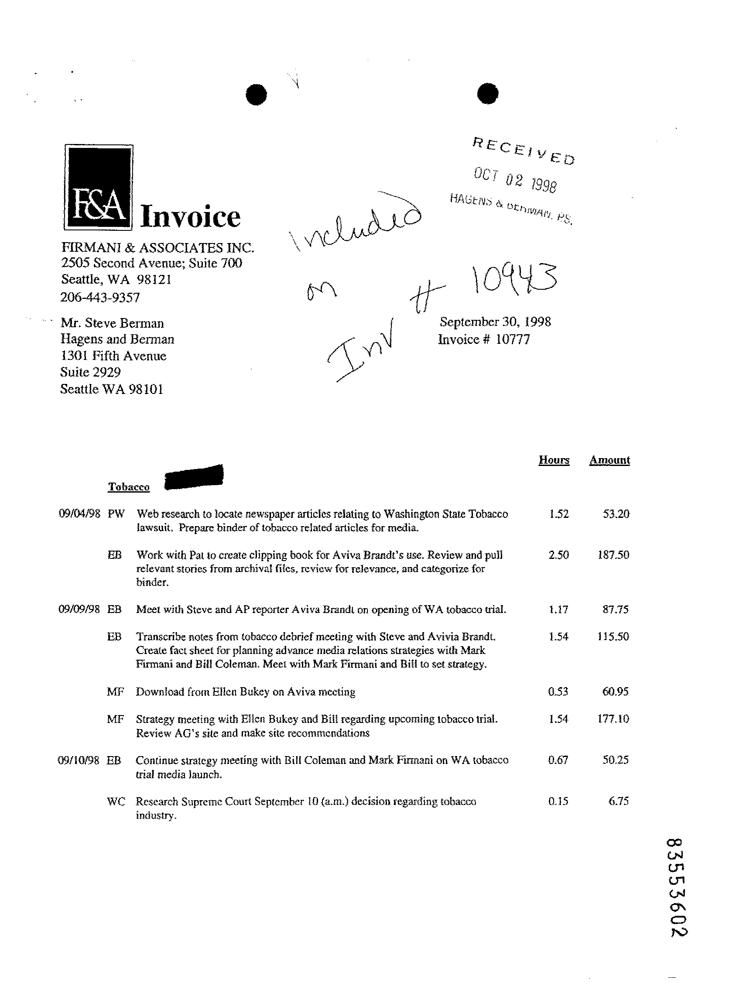 RECEIVED
OCT 02 1998
HAGENS & BERMAN, P.S.
F&A Invoice
included
on
Inv # 10943
FIRMANI & ASSOCIATES INC.
2505 Second Avenue; Suite 700
Seattle, WA 98121
206-443-9357
Mr. Steve Berman
Hagens and Berman
1301 Fifth Avenue
Suite 2929
Seattle WA 98101
September 30, 1998
Invoice # 10777
Hours Amount
Tobacco
09/04/98 PW Web research to locate newspaper articles relating to Washington State Tobacco 1.52 53.20
lawsuit. Prepare binder of tobacco related articles for media.
EB Work with Pat to create clipping book for Aviva Brandt's use. Review and pull 2.50 187.50
relevant stories from archival files, review for relevance, and categorize for
binder.
09/09/98 EB Meet with Steve and AP reporter Aviva Brandt on opening of WA tobacco trial. 1.17 87.75
EB Transcribe notes from tobacco debrief meeting with Steve and Avivia Brandt. 1.54 115.50
Create fact sheet for planning advance media relations strategies with Mark
Firmani and Bill Coleman. Meet with Mark Firmani and Bill to set strategy.
MF Download from Ellen Bukey on Aviva meeting 0.53 60.95
MF Strategy meeting with Ellen Bukey and Bill regarding upcoming tobacco trial. 1.54 177.10
Review AG's site and make site recommendations
09/10/98 EB Continue strategy meeting with Bill Coleman and Mark Firmani on WA tobacco 0.67 50.25
trial media launch.
WC Research Supreme Court September 10 (a.m.) decision regarding tobacco 0.15 6.75
industry.
83553602